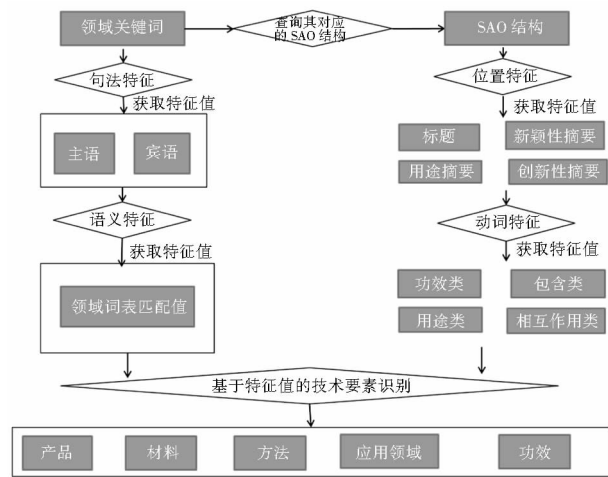 领域关键词
查询其对应
的SAO结构
SAO 结构
句法特征
获取特征值
主语
宾语
语义特征
获取特征值
领域词表匹配值
位置特征
获取特征值
标题
新颖性摘要
用途摘要
创新性摘要
动词特征
获取特征值
功效类
包含类
用途类
相互作用类
基于特征值的技术要素识别
产品
材料
方法
应用领域
功效